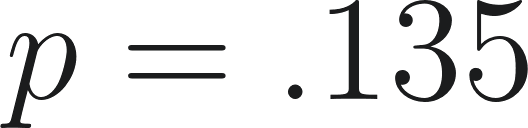 p = .135